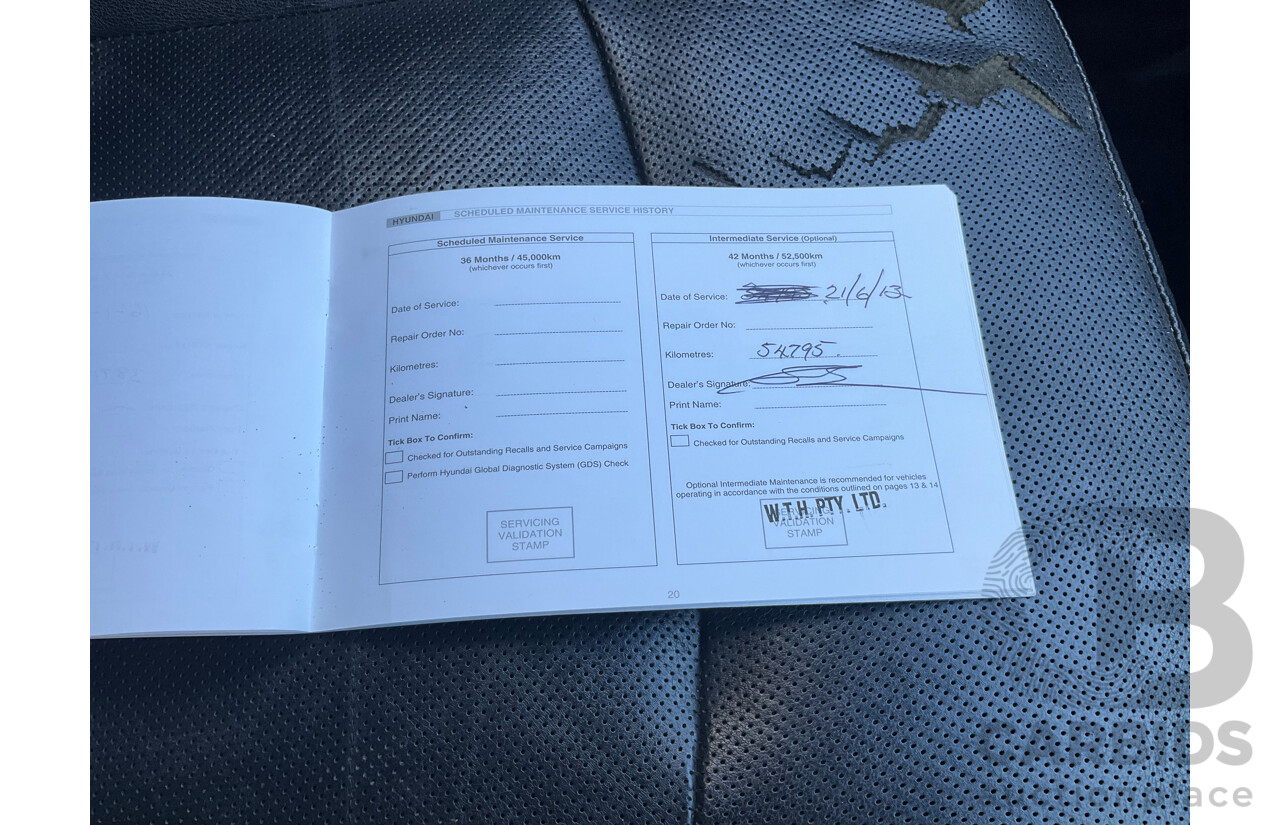 HYUNDAI SCHEDULED MAINTENANCE SERVICE HISTORY
Scheduled Maintenance Service
36 Months / 45,000km
(whichever occurs first)
Date of Service:
Repair Order No:
Kilometres:
Dealer's Signature:
Print Name:
Tick Box To Confirm:
Checked for Outstanding Recalls and Service Campaigns
Perform Hyundai Global Diagnostic System (GDS) Check
SERVICING
VALIDATION
STAMP
Intermediate Service (Optional)
42 Months / 52,500km
(whichever occurs first)
Date of Service: 21/6/13
Repair Order No:
Kilometres: 54795.
Dealer's Signature:
Print Name:
Tick Box To Confirm:
Checked for Outstanding Recalls and Service Campaigns
Optional Intermediate Maintenance is recommended for vehicles
operating in accordance with the conditions outlined on pages 13 & 14
W.T.H. PTY. LTD.
SERVICING
VALIDATION
STAMP
20